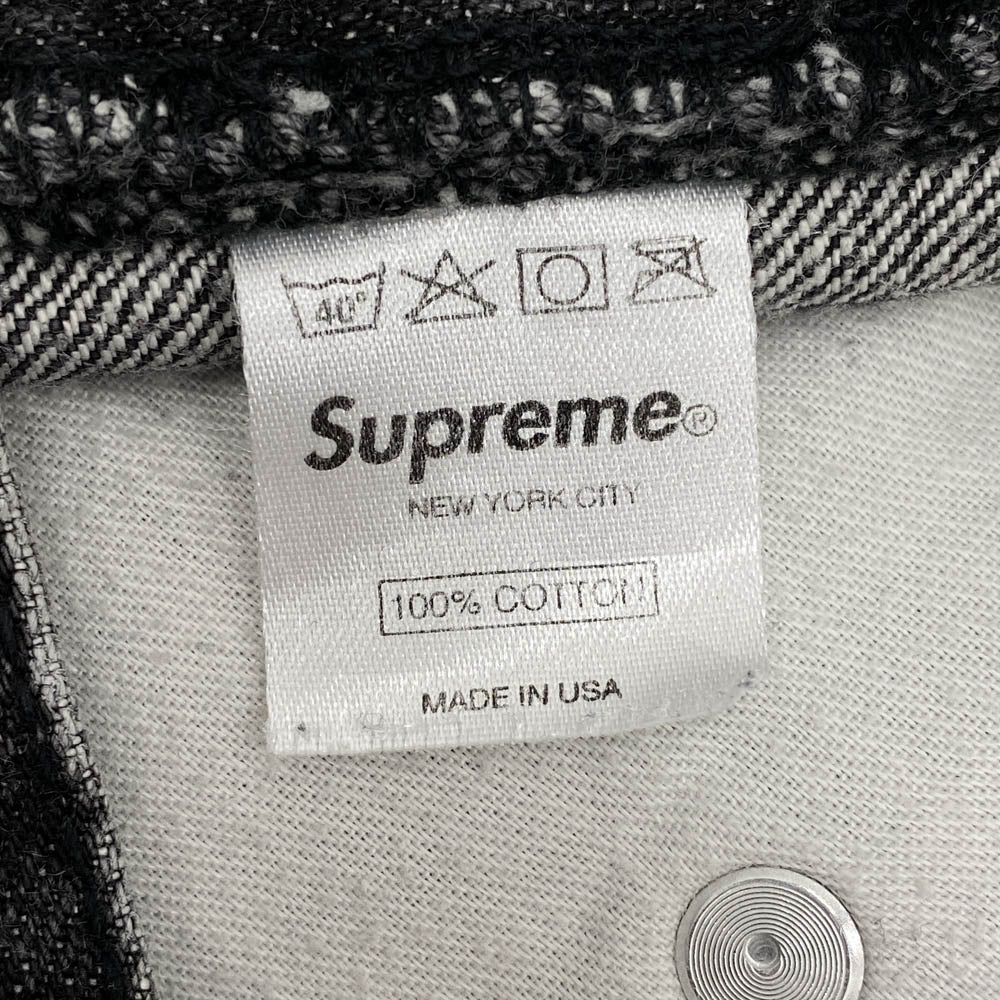 40°
Supreme®
NEW YORK CITY
100% COTTON
MADE IN USA